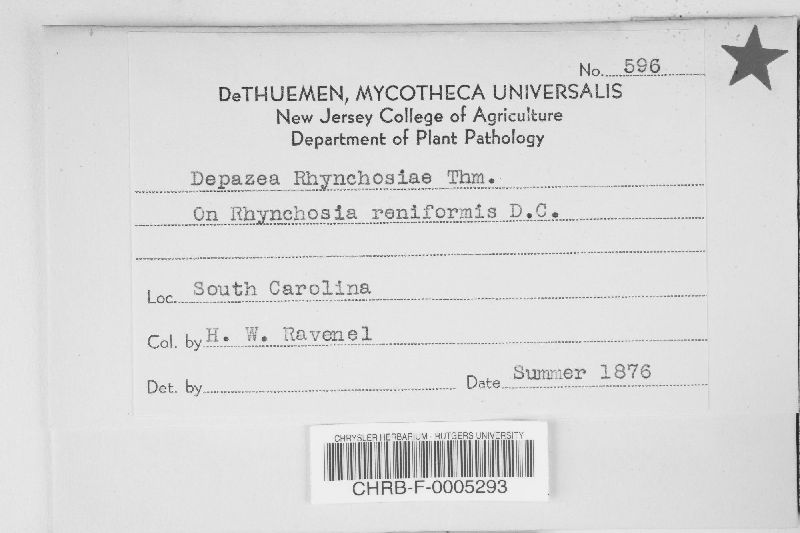 No. 596
DeTHUEMEN, MYCOTHECA UNIVERSALIS
New Jersey College of Agriculture
Department of Plant Pathology
Depazea Rhynchosiae Thm.
On Rhynchosia reniformis D.C.
Loc. South Carolina
Col. by H. W. Ravenel
Det. by
Date Summer 1876
CHRYSLER HERBARIUM - RUTGERS UNIVERSITY
CHRB-F-0005293